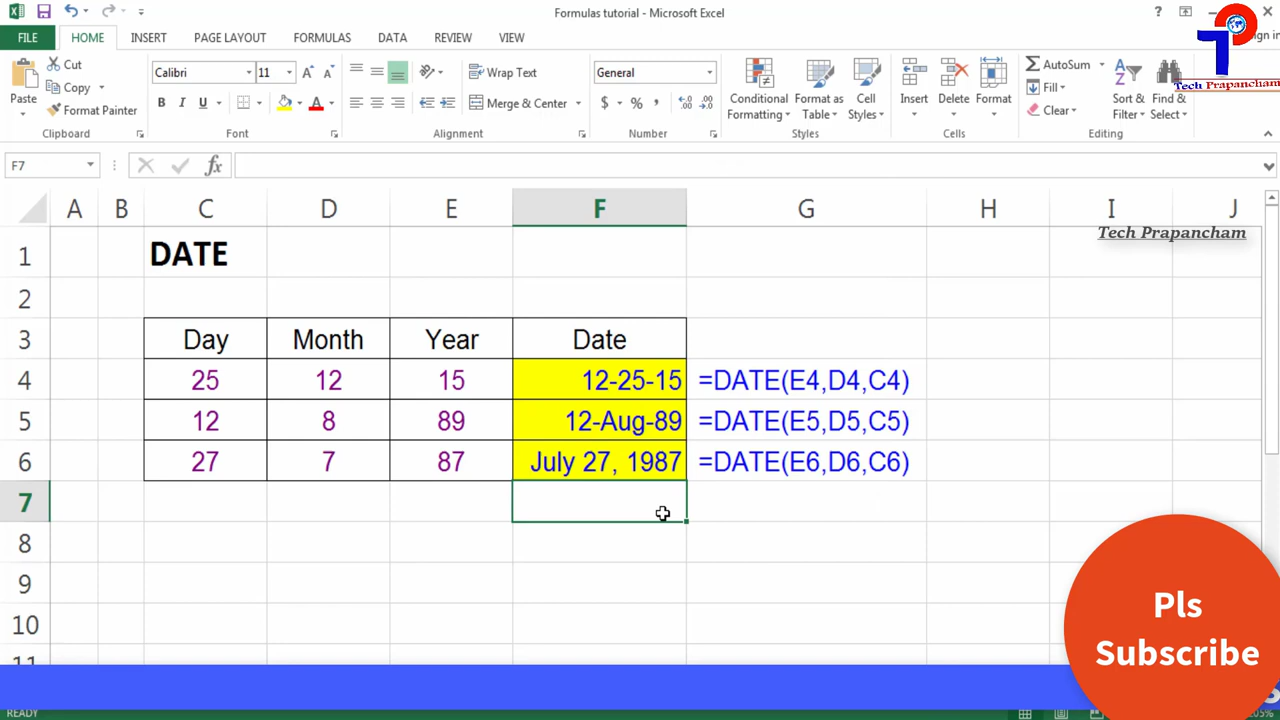 Formulas tutorial - Microsoft Excel
FILE HOME INSERT PAGE LAYOUT FORMULAS DATA REVIEW VIEW
Tech Prapancham
Paste Cut Copy Format Painter
Clipboard
Calibri 11
B I U
Font
Wrap Text
Merge & Center
Alignment
General
$ % ,
Number
Conditional Formatting Format as Table Cell Styles
Styles
Insert Delete Format
Cells
AutoSum Fill Clear
Sort & Filter Find & Select
Editing
F7 fx
A B C D E F G H I J
Tech Prapancham
1 DATE
2
3 Day Month Year Date
4 25 12 15 12-25-15 =DATE(E4,D4,C4)
5 12 8 89 12-Aug-89 =DATE(E5,D5,C5)
6 27 7 87 July 27, 1987 =DATE(E6,D6,C6)
7
8
9
10
11
Pls
Subscribe
READY